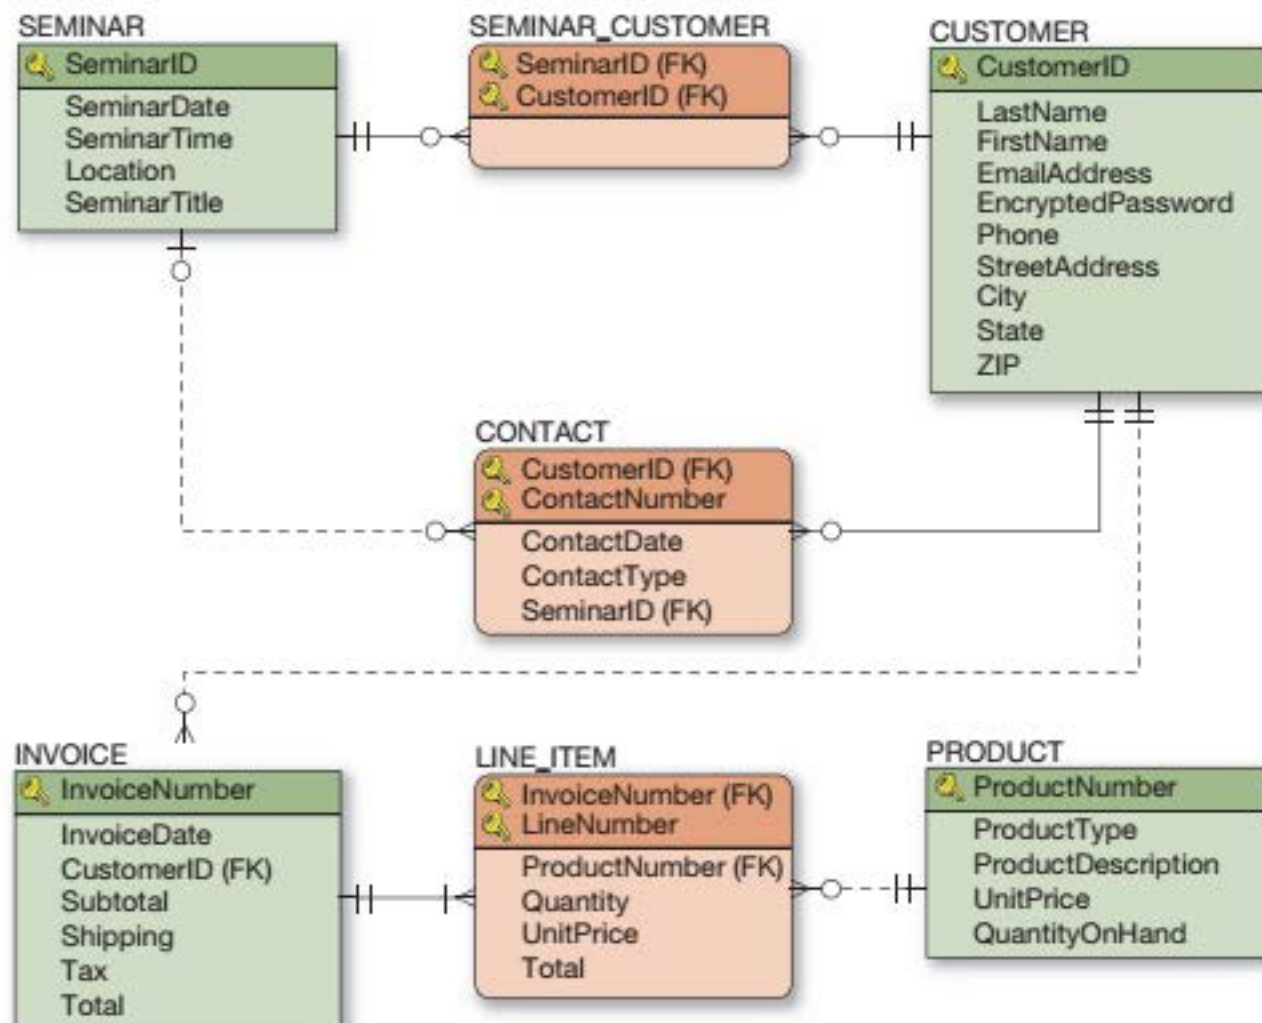 SEMINAR
SeminarID
SeminarDate
SeminarTime
Location
SeminarTitle
SEMINAR_CUSTOMER
SeminarID (FK)
CustomerID (FK)
CUSTOMER
CustomerID
LastName
FirstName
EmailAddress
EncryptedPassword
Phone
StreetAddress
City
State
ZIP
CONTACT
CustomerID (FK)
ContactNumber
ContactDate
ContactType
SeminarID (FK)
INVOICE
InvoiceNumber
InvoiceDate
CustomerID (FK)
Subtotal
Shipping
Tax
Total
LINE_ITEM
InvoiceNumber (FK)
LineNumber
ProductNumber (FK)
Quantity
UnitPrice
Total
PRODUCT
ProductNumber
ProductType
ProductDescription
UnitPrice
QuantityOnHand